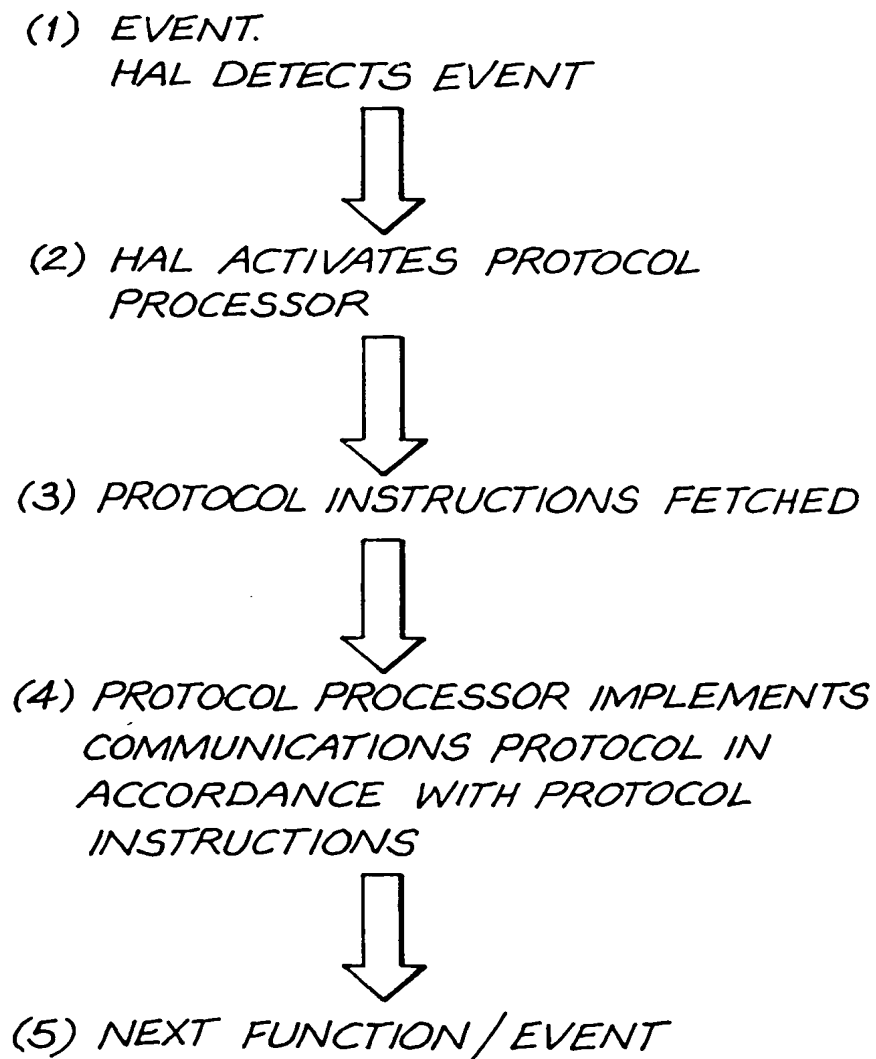 (1) EVENT.
HAL DETECTS EVENT
(2) HAL ACTIVATES PROTOCOL
PROCESSOR
(3) PROTOCOL INSTRUCTIONS FETCHED
(4) PROTOCOL PROCESSOR IMPLEMENTS
COMMUNICATIONS PROTOCOL IN
ACCORDANCE WITH PROTOCOL
INSTRUCTIONS
(5) NEXT FUNCTION/EVENT